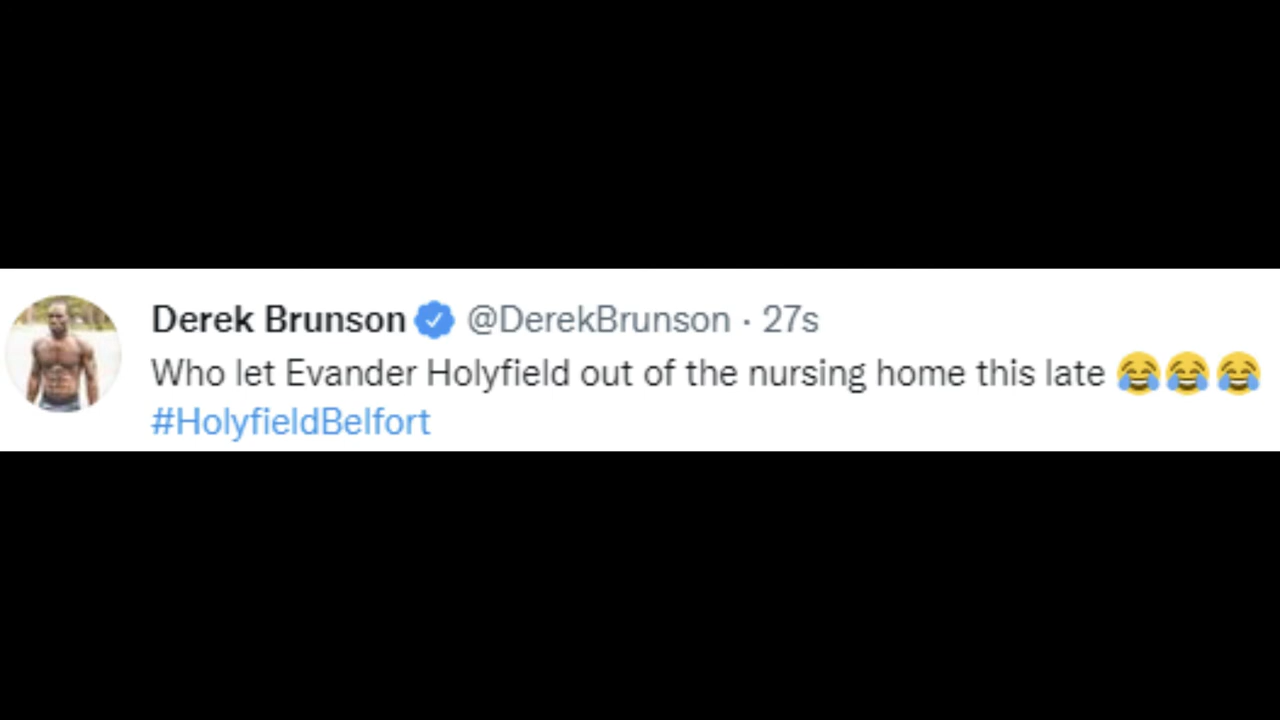 Derek Brunson @DerekBrunson · 27s
Who let Evander Holyfield out of the nursing home this late 😂😂😂
#HolyfieldBelfort